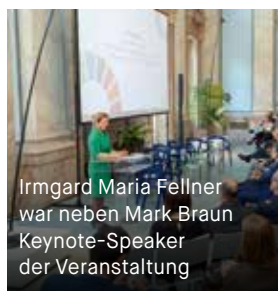 Irmgard Maria Fellner
war neben Mark Braun
Keynote-Speaker
der Veranstaltung